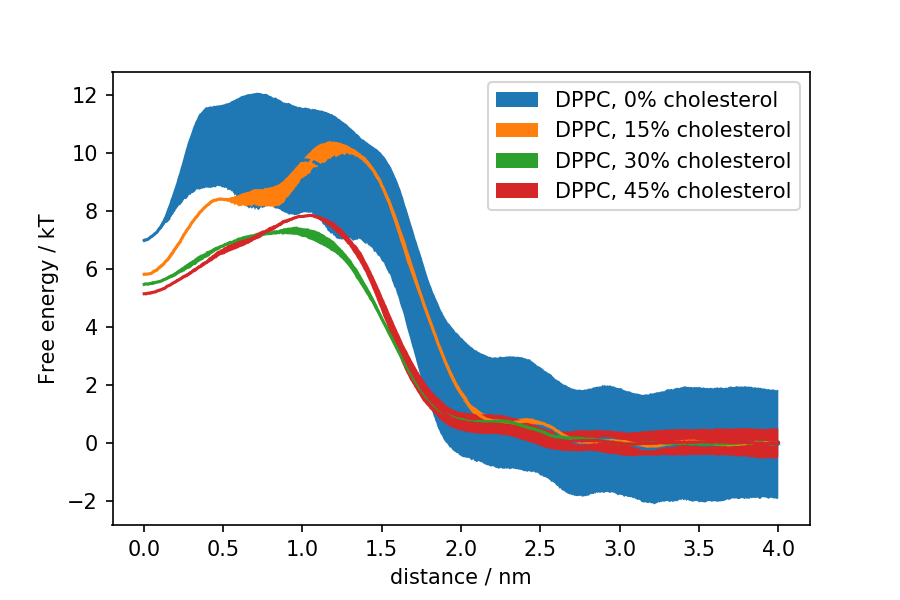 12
10
8
6
4
2
0
−2
Free energy / kT
DPPC, 0% cholesterol
DPPC, 15% cholesterol
DPPC, 30% cholesterol
DPPC, 45% cholesterol
0.0 0.5 1.0 1.5 2.0 2.5 3.0 3.5 4.0
distance / nm